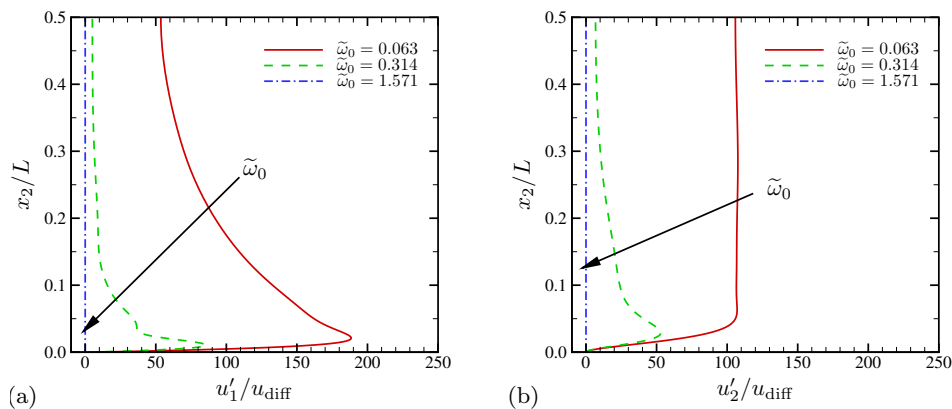 0.5
0.4
0.3
0.2
0.1
0.0
x₂/L
0 50 100 150 200 250
u′₁/u_diff
ω̃₀ = 0.063
ω̃₀ = 0.314
ω̃₀ = 1.571
ω̃₀
(a)
0.5
0.4
0.3
0.2
0.1
0.0
x₂/L
0 50 100 150 200 250
u′₂/u_diff
ω̃₀ = 0.063
ω̃₀ = 0.314
ω̃₀ = 1.571
ω̃₀
(b)